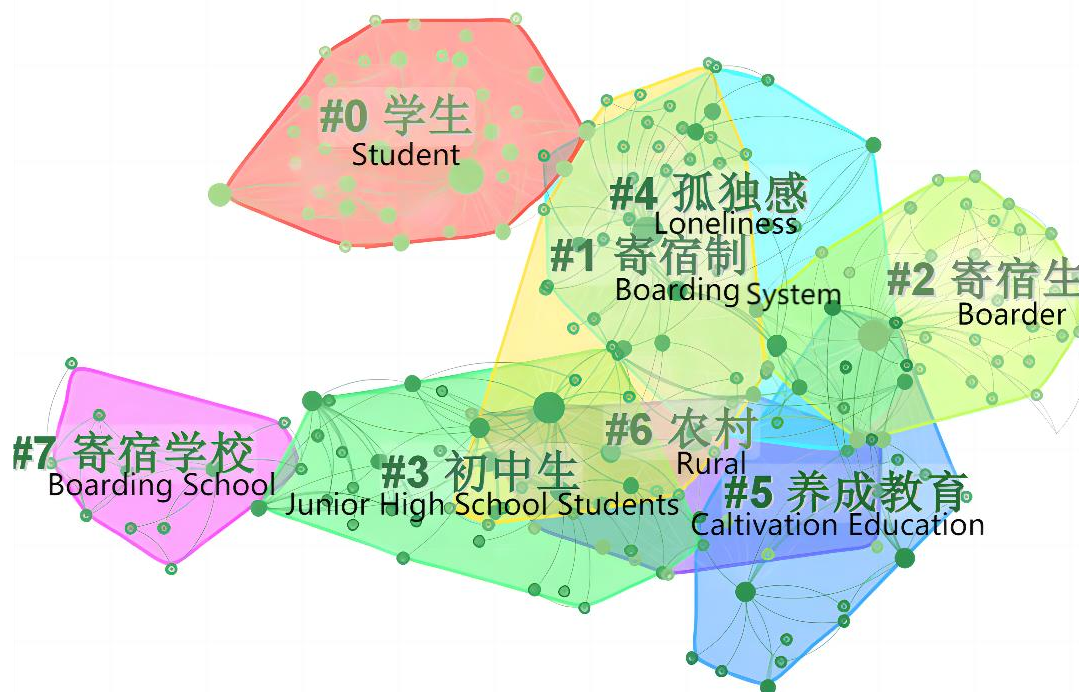 #0 学生
Student
#4 孤独感
Loneliness
#1 寄宿制
Boarding System
#2 寄宿生
Boarder
#6 农村
Rural
#7 寄宿学校
Boarding School
#3 初中生
Junior High School Students
#5 养成教育
Caltivation Education